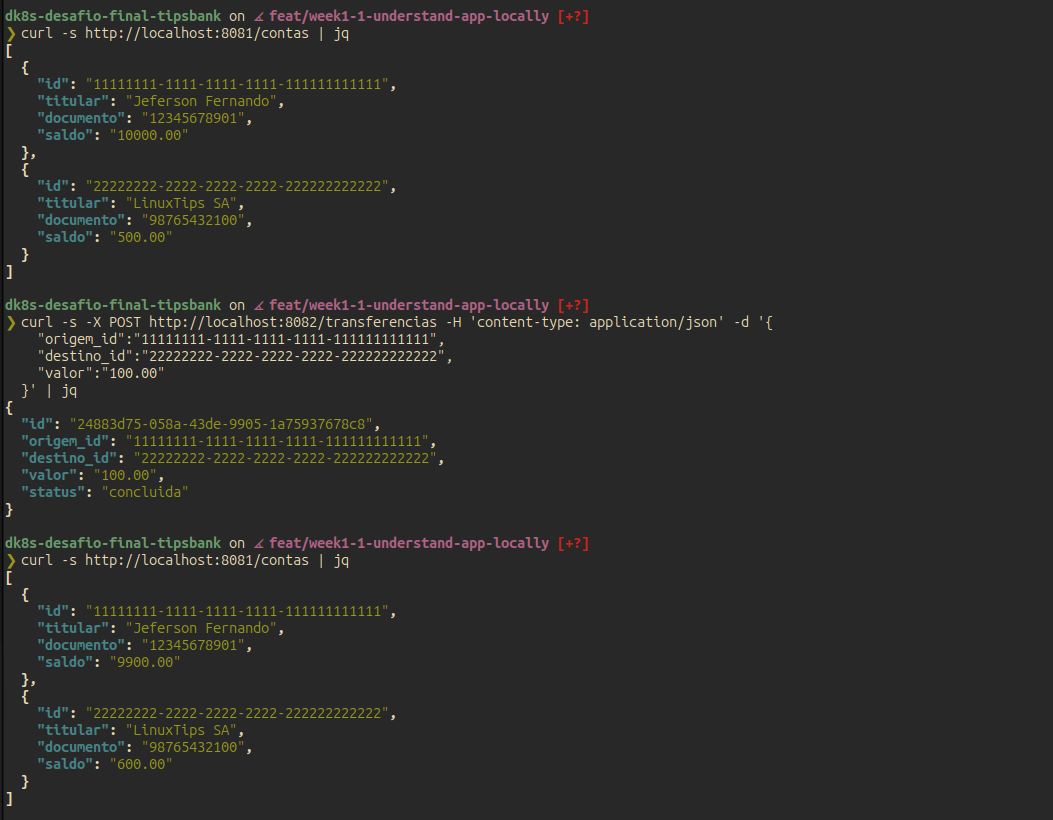 dk8s-desafio-final-tipsbank on ⦟ feat/week1-1-understand-app-locally [+?]
❯ curl -s http://localhost:8081/contas | jq
[
  {
    "id": "11111111-1111-1111-1111-111111111111",
    "titular": "Jeferson Fernando",
    "documento": "12345678901",
    "saldo": "10000.00"
  },
  {
    "id": "22222222-2222-2222-2222-222222222222",
    "titular": "LinuxTips SA",
    "documento": "98765432100",
    "saldo": "500.00"
  }
]
dk8s-desafio-final-tipsbank on ⦟ feat/week1-1-understand-app-locally [+?]
❯ curl -s -X POST http://localhost:8082/transferencias -H 'content-type: application/json' -d '{
    "origem_id":"11111111-1111-1111-1111-111111111111",
    "destino_id":"22222222-2222-2222-2222-222222222222",
    "valor":"100.00"
  }' | jq
{
  "id": "24883d75-058a-43de-9905-1a75937678c8",
  "origem_id": "11111111-1111-1111-1111-111111111111",
  "destino_id": "22222222-2222-2222-2222-222222222222",
  "valor": "100.00",
  "status": "concluida"
}
dk8s-desafio-final-tipsbank on ⦟ feat/week1-1-understand-app-locally [+?]
❯ curl -s http://localhost:8081/contas | jq
[
  {
    "id": "11111111-1111-1111-1111-111111111111",
    "titular": "Jeferson Fernando",
    "documento": "12345678901",
    "saldo": "9900.00"
  },
  {
    "id": "22222222-2222-2222-2222-222222222222",
    "titular": "LinuxTips SA",
    "documento": "98765432100",
    "saldo": "600.00"
  }
]